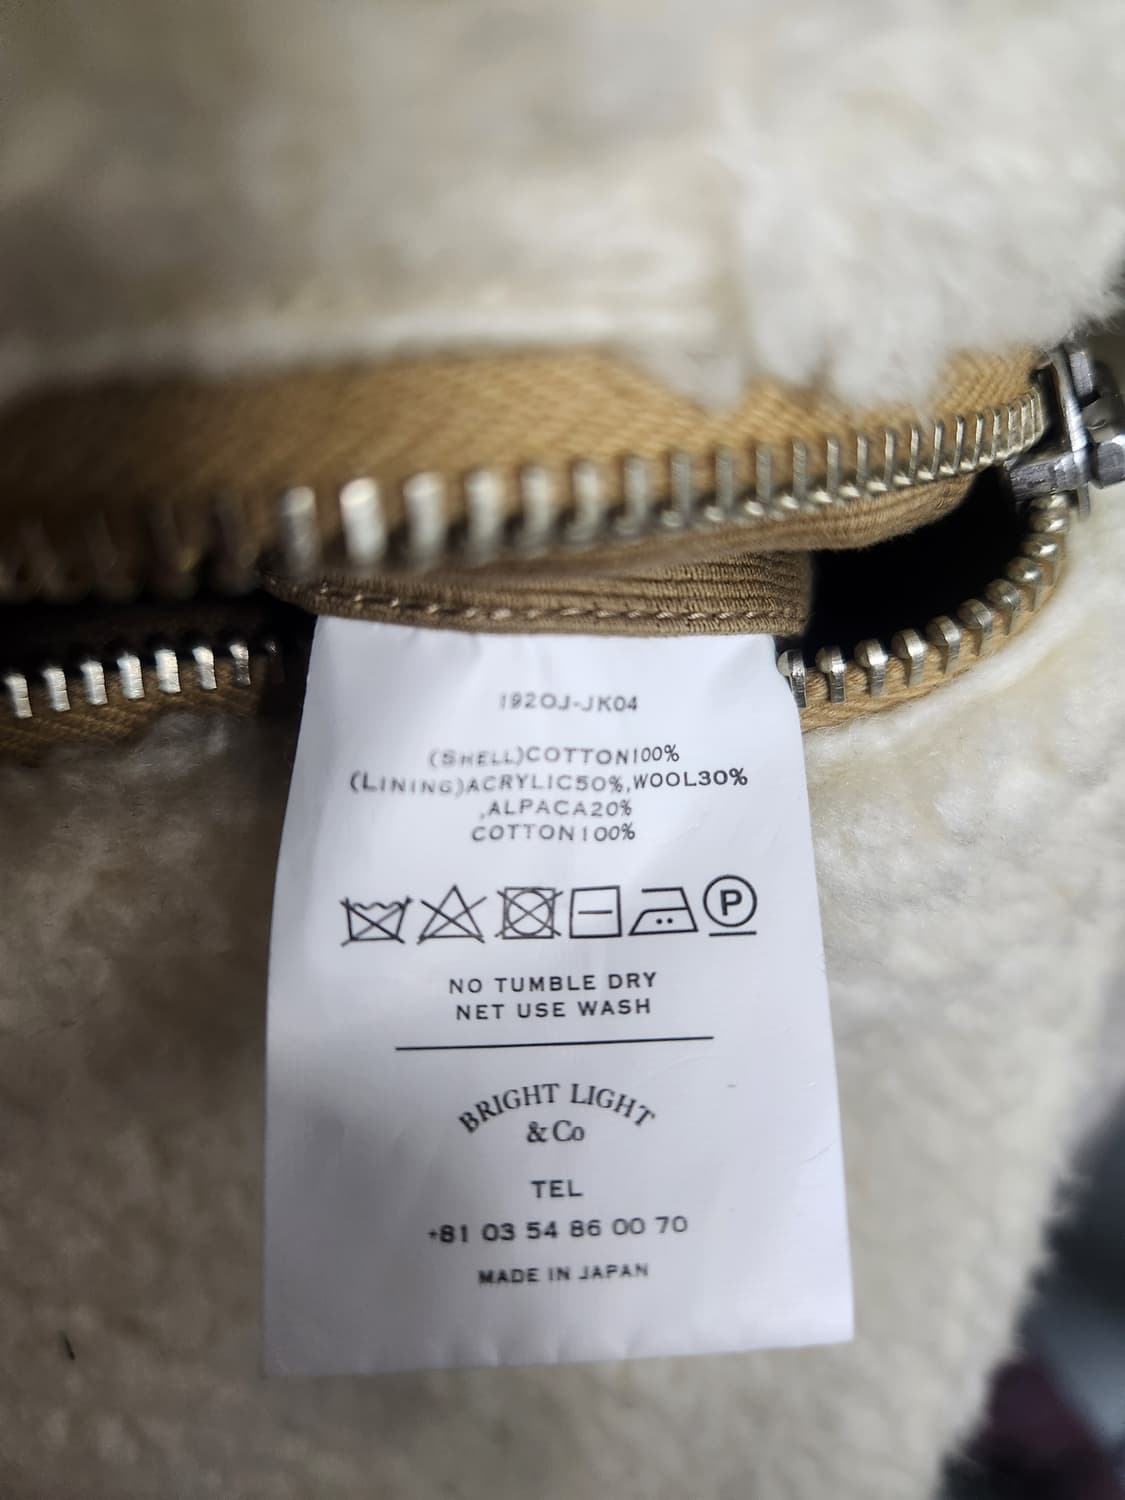 1920J-JK04
(SHELL)COTTON100%
(LINING)ACRYLIC50%,WOOL30%
,ALPACA20%
COTTON100%
P
NO TUMBLE DRY
NET USE WASH
BRIGHT LIGHT
& Co
TEL
+81 03 54 86 00 70
MADE IN JAPAN